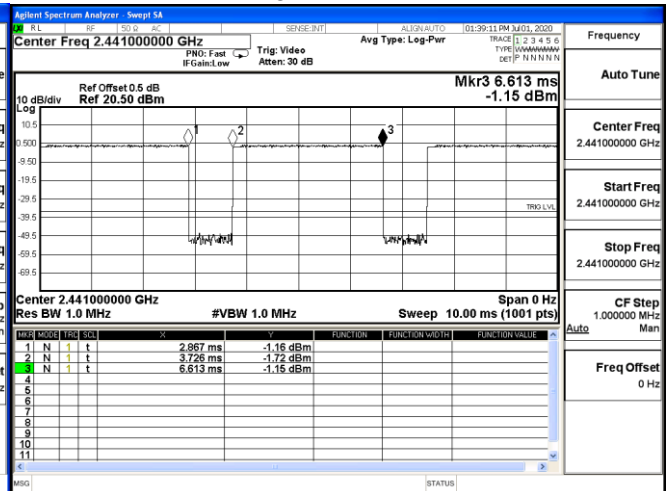 Agilent Spectrum Analyzer - Swept SA
RL RF 50 Ω AC SENSE:INT ALIGNAUTO 01:39:11 PM Jul 01, 2020
Center Freq 2.441000000 GHz
PNO: Fast
IFGain:Low
Trig: Video
Atten: 30 dB
Avg Type: Log-Pwr
TRACE 1 2 3 4 5 6
TYPE
DET P N N N N N
Ref Offset 0.5 dB
Ref 20.50 dBm
Mkr3 6.613 ms
-1.15 dBm
10 dB/div
Log
10.5
0.500
-9.50
-19.5
-29.5
-39.5
-49.5
-59.5
-69.5
1
2
3
TRIG LVL
Center 2.441000000 GHz Span 0 Hz
Res BW 1.0 MHz #VBW 1.0 MHz Sweep 10.00 ms (1001 pts)
MKR MODE TRC SCL X Y FUNCTION FUNCTION WIDTH FUNCTION VALUE
1 N 1 t 2.867 ms -1.16 dBm
2 N 1 t 3.726 ms -1.72 dBm
3 N 1 t 6.613 ms -1.15 dBm
4
5
6
7
8
9
10
11
MSG STATUS
Frequency
Auto Tune
Center Freq
2.441000000 GHz
Start Freq
2.441000000 GHz
Stop Freq
2.441000000 GHz
CF Step
1.000000 MHz
Auto Man
Freq Offset
0 Hz